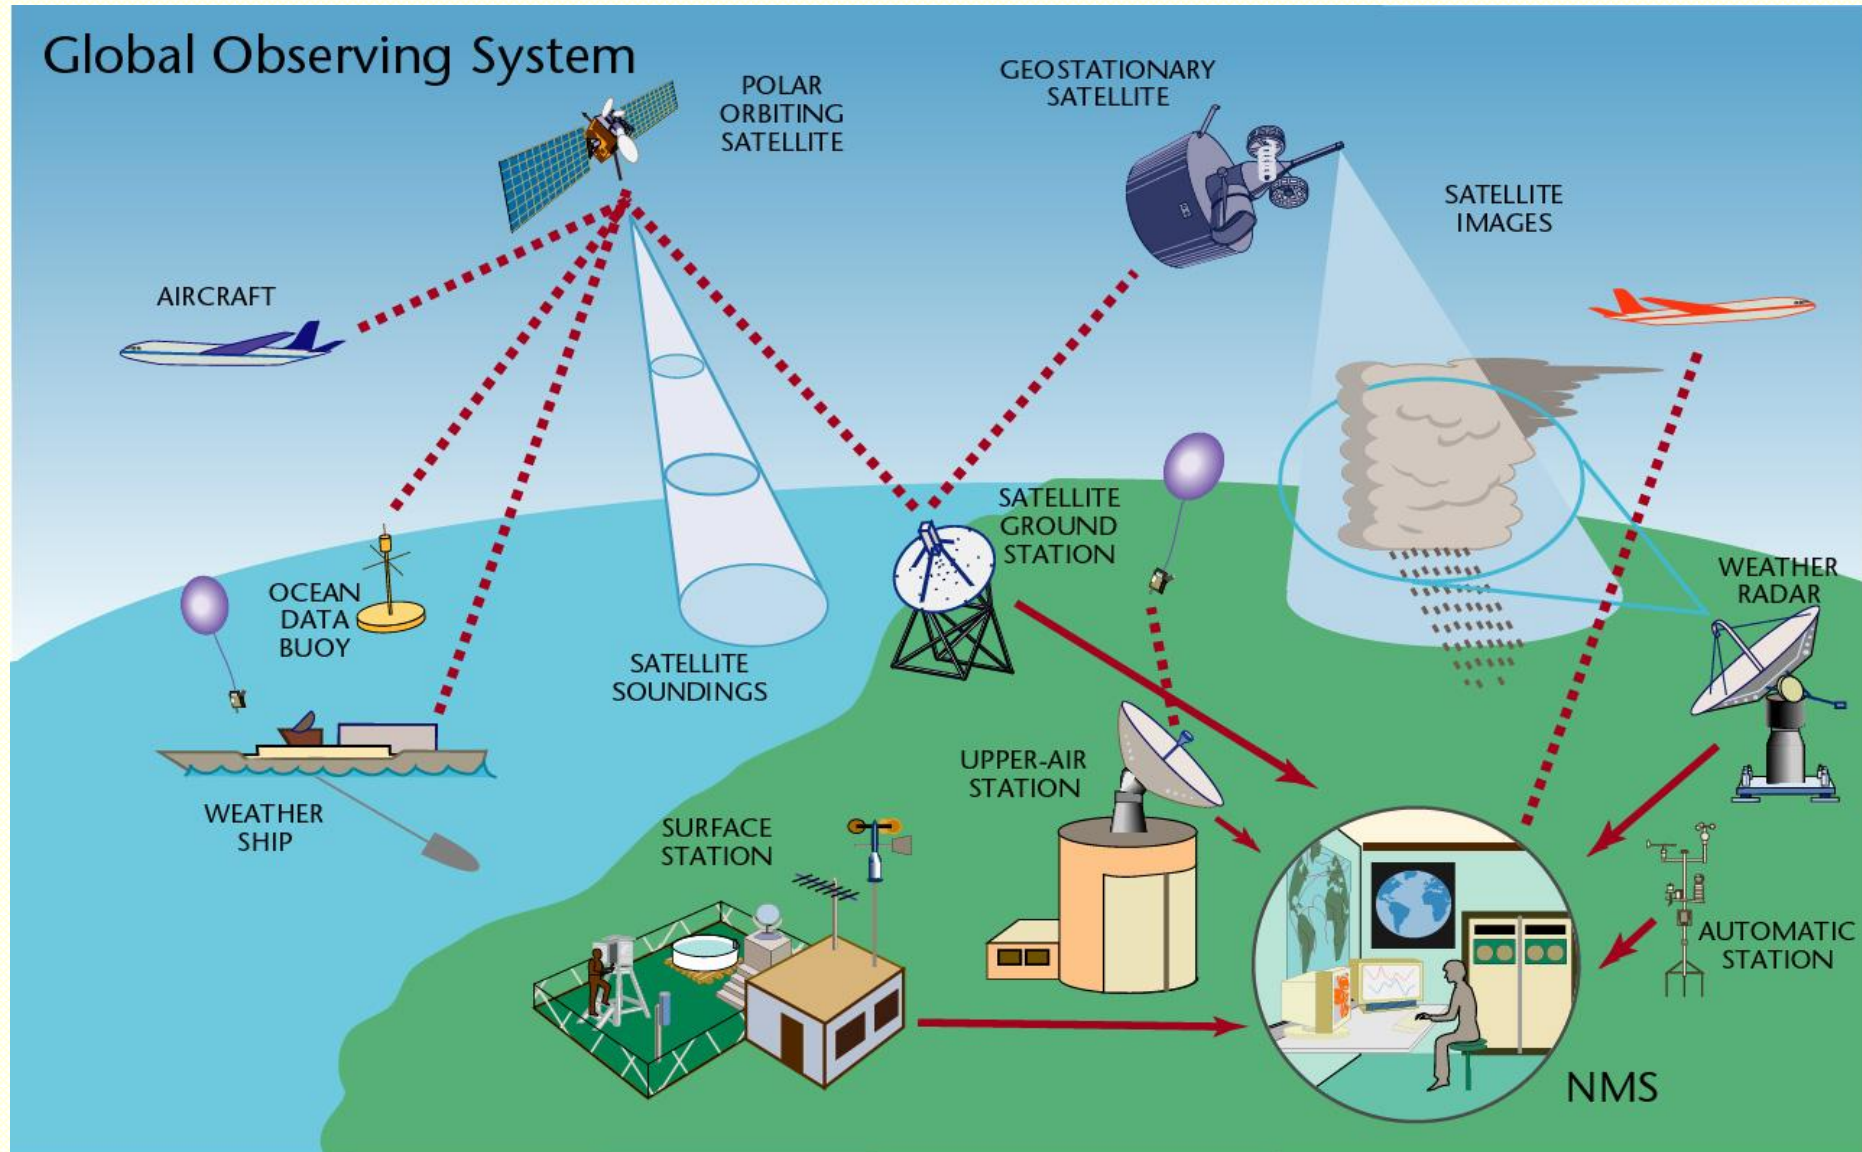 Global Observing System
POLAR
ORBITING
SATELLITE
GEOSTATIONARY
SATELLITE
SATELLITE
IMAGES
AIRCRAFT
SATELLITE
GROUND
STATION
OCEAN
DATA
BUOY
WEATHER
RADAR
SATELLITE
SOUNDINGS
UPPER-AIR
STATION
WEATHER
SHIP
SURFACE
STATION
AUTOMATIC
STATION
NMS